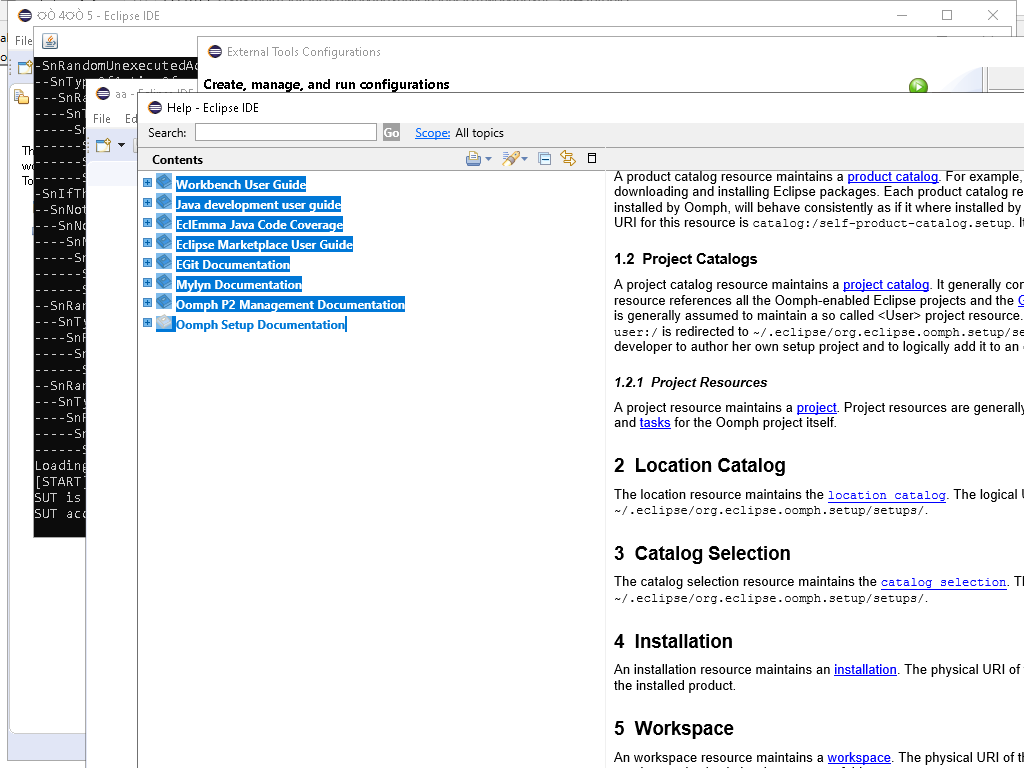 5 - Eclipse IDE
File
-SnRandomUnexecutedAc
--SnTyp
---SnRa
----SnT
-----Sn
-SnIfTh
--SnNot
---SnNo
----SnN
-----Sn
--SnRan
---SnTy
----SnR
-----Sn
--SnRan
---SnTy
----SnR
-----Sn
Loading
[START]
SUT is
SUT acc
External Tools Configurations
Create, manage, and run configurations
aa - Eclipse IDE
File Ed
Help - Eclipse IDE
Search: Go Scope: All topics
Contents
Workbench User Guide
Java development user guide
EclEmma Java Code Coverage
Eclipse Marketplace User Guide
EGit Documentation
Mylyn Documentation
Oomph P2 Management Documentation
Oomph Setup Documentation
A product catalog resource maintains a product catalog. For example,
downloading and installing Eclipse packages. Each product catalog re
installed by Oomph, will behave consistently as if it where installed by
URI for this resource is catalog:/self-product-catalog.setup. It
1.2 Project Catalogs
A project catalog resource maintains a project catalog. It generally con
resource references all the Oomph-enabled Eclipse projects and the G
is generally assumed to maintain a so called <User> project resource.
user:/ is redirected to ~/.eclipse/org.eclipse.oomph.setup/se
developer to author her own setup project and to logically add it to an
1.2.1 Project Resources
A project resource maintains a project. Project resources are generally
and tasks for the Oomph project itself.
2 Location Catalog
The location resource maintains the location catalog. The logical U
~/.eclipse/org.eclipse.oomph.setup/setups/.
3 Catalog Selection
The catalog selection resource maintains the catalog selection. Th
~/.eclipse/org.eclipse.oomph.setup/setups/.
4 Installation
An installation resource maintains an installation. The physical URI of
the installed product.
5 Workspace
An workspace resource maintains a workspace. The physical URI of th